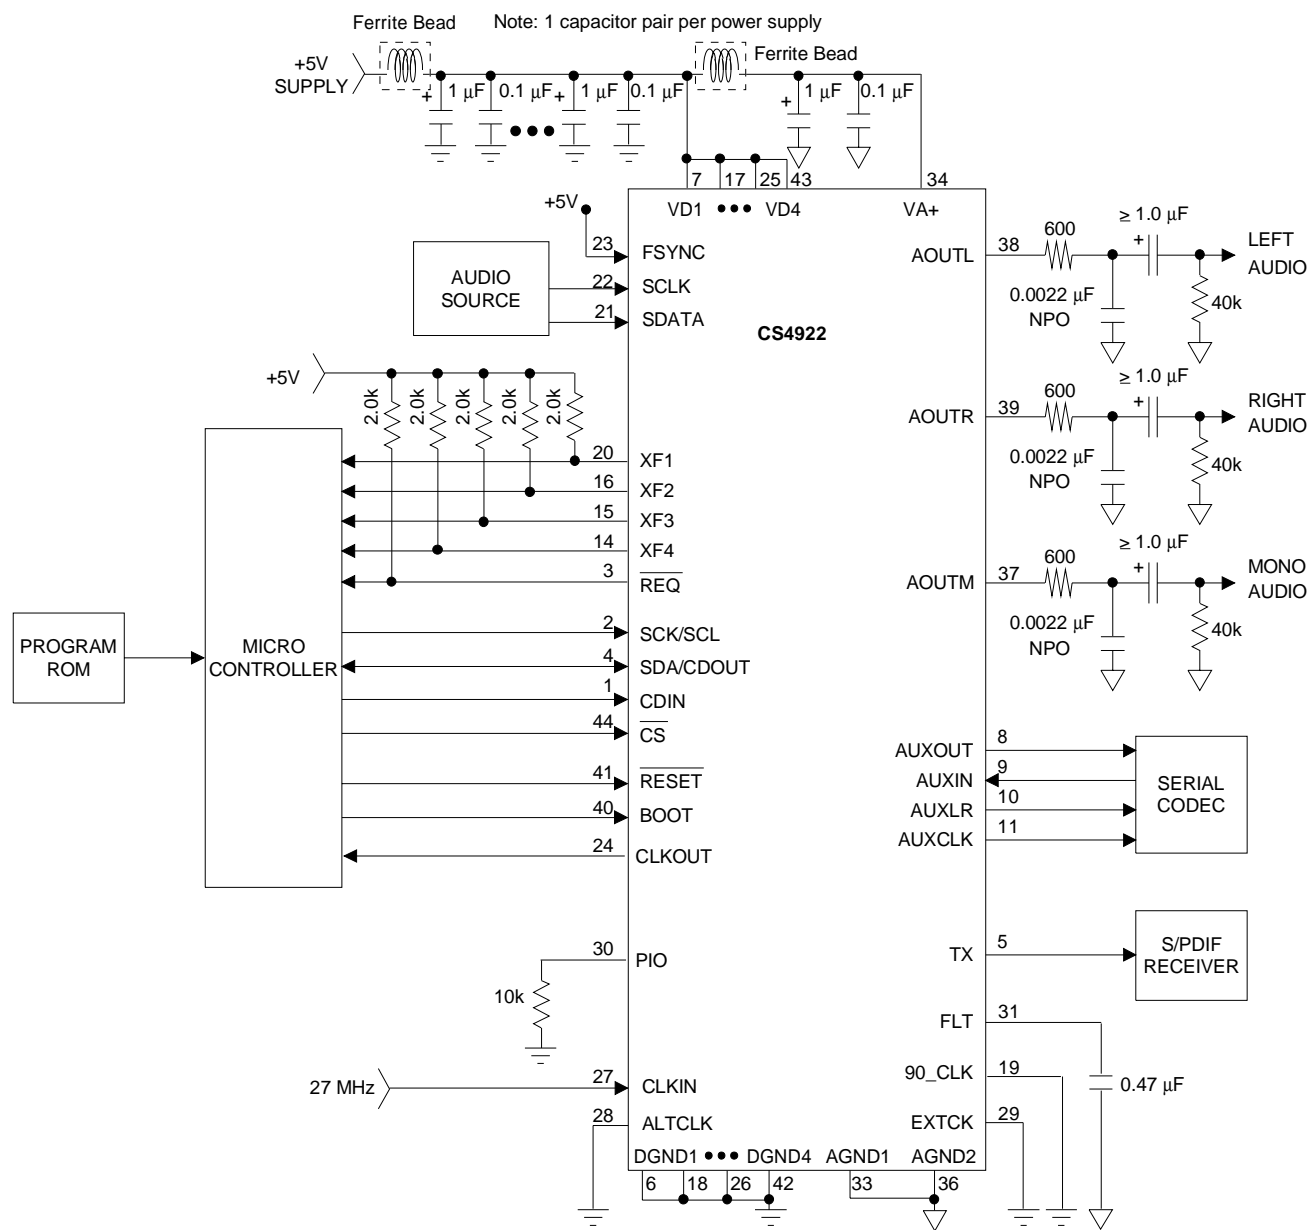 Ferrite Bead
Note: 1 capacitor pair per power supply
Ferrite Bead
+5V
SUPPLY
+ 1 μF
0.1 μF
+ 1 μF
0.1 μF
+ 1 μF
0.1 μF
7
17
25
43
34
VD1
VD4
VA+
+5V
23
FSYNC
AUDIO
SOURCE
22
SCLK
21
SDATA
CS4922
AOUTL
38
600
≥ 1.0 μF
+
LEFT
AUDIO
0.0022 μF
NPO
40k
+5V
2.0k
2.0k
2.0k
2.0k
2.0k
AOUTR
39
600
≥ 1.0 μF
+
RIGHT
AUDIO
0.0022 μF
NPO
40k
20
XF1
16
XF2
15
XF3
14
XF4
3
REQ
AOUTM
37
600
≥ 1.0 μF
+
MONO
AUDIO
0.0022 μF
NPO
40k
PROGRAM
ROM
MICRO
CONTROLLER
2
SCK/SCL
4
SDA/CDOUT
1
CDIN
44
CS
41
RESET
40
BOOT
24
CLKOUT
AUXOUT
8
AUXIN
9
AUXLR
10
AUXCLK
11
SERIAL
CODEC
30
PIO
10k
TX
5
S/PDIF
RECEIVER
FLT
31
0.47 μF
27 MHz
27
CLKIN
90_CLK
19
28
ALTCLK
EXTCK
29
DGND1
DGND4
AGND1
AGND2
6
18
26
42
33
36